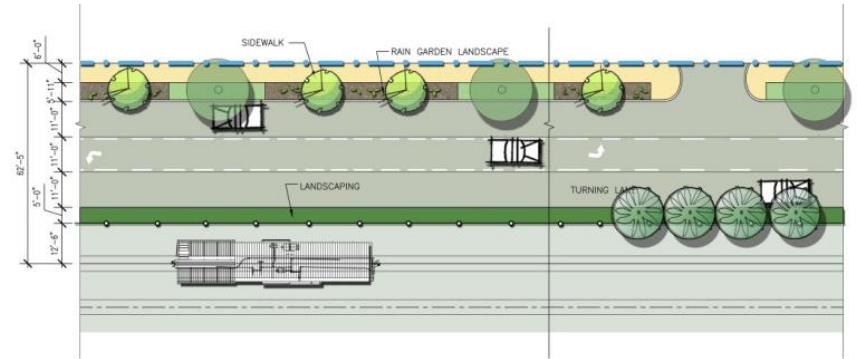 SIDEWALK
RAIN GARDEN LANDSCAPE
LANDSCAPING
TURNING LAN
6'-0"
5'-11"
11'-0"
11'-0"
11'-0"
5'-0"
12'-6"
62'-5"